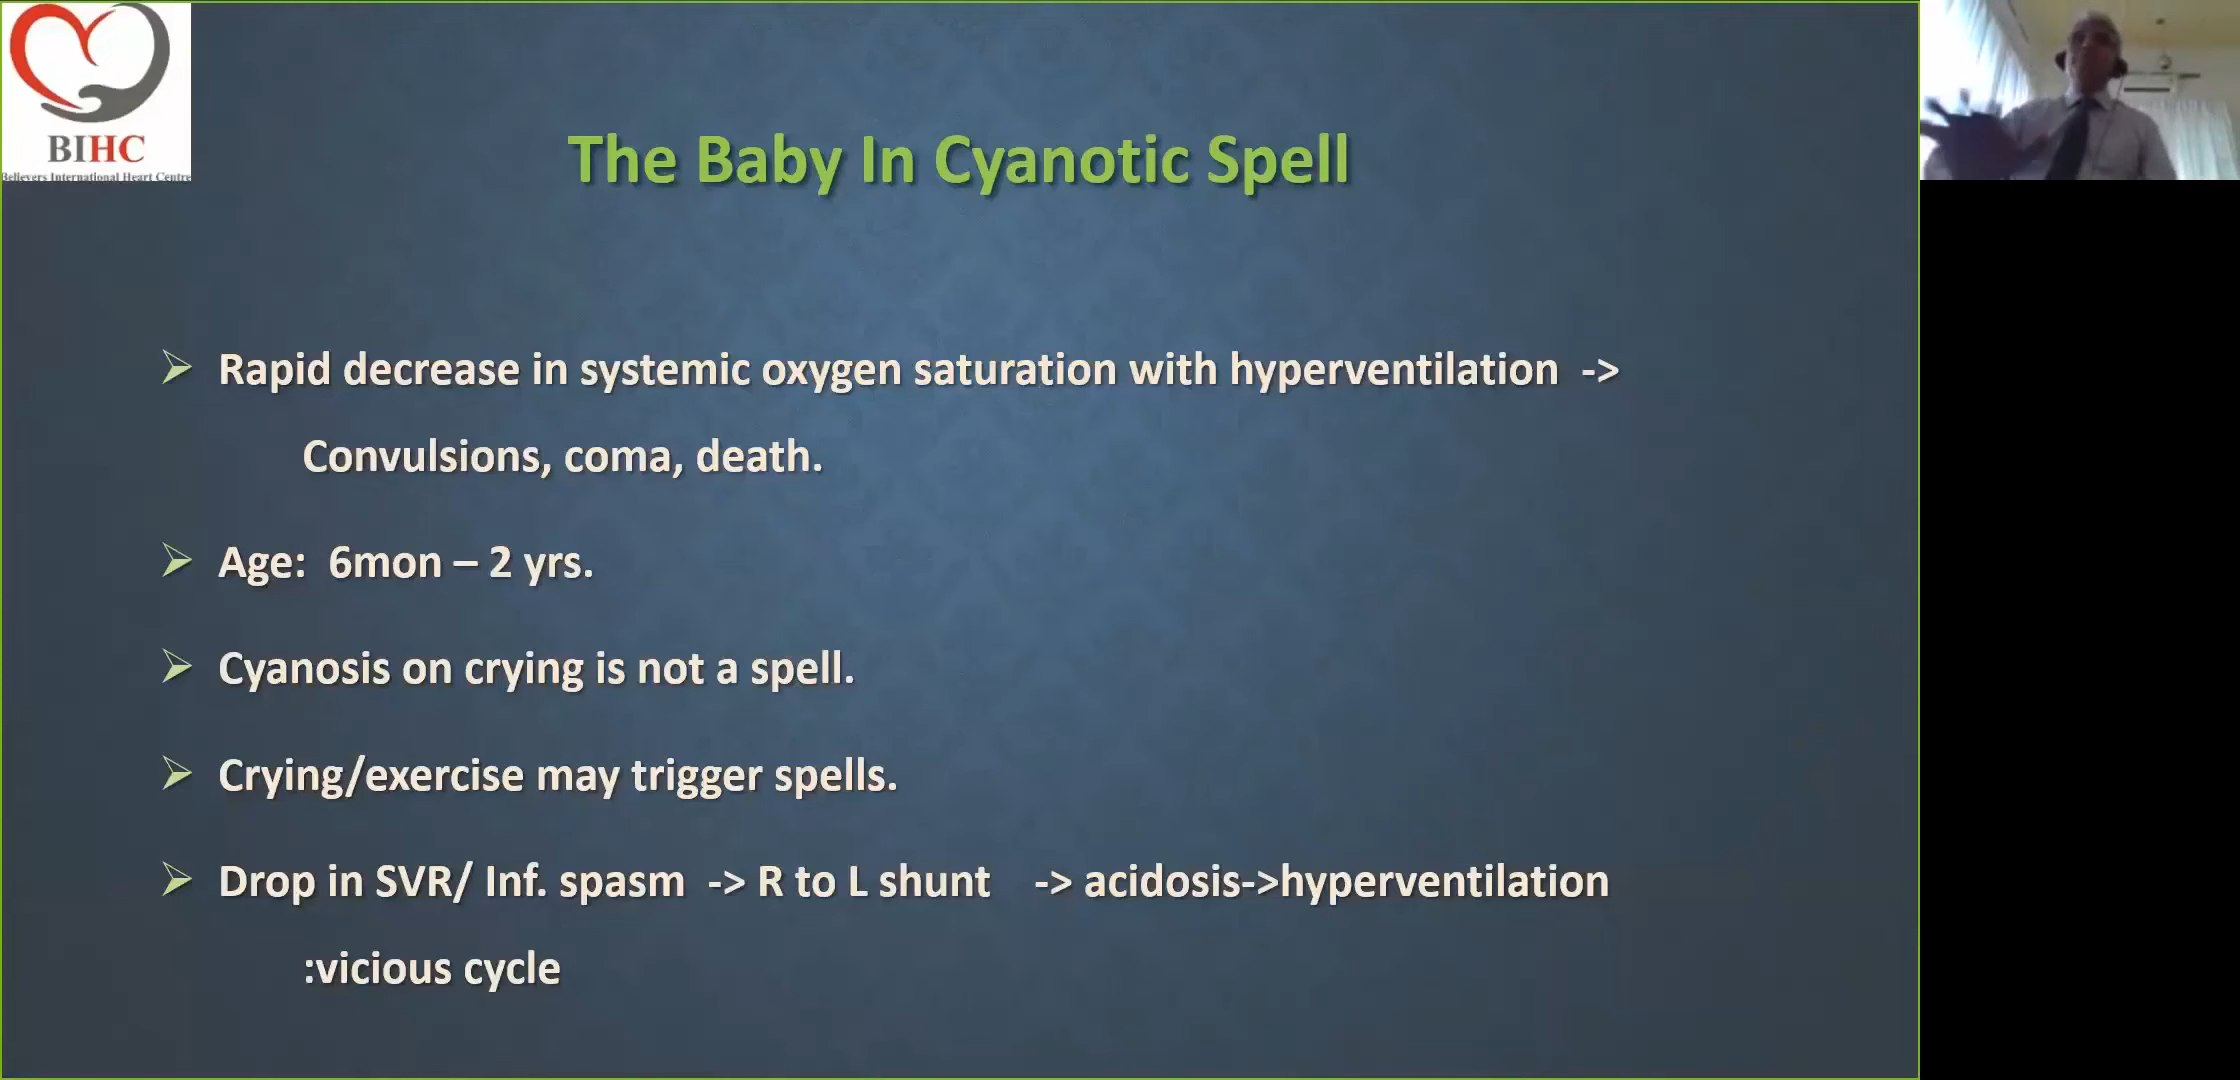 BIHC
Believers International Heart Centre
The Baby In Cyanotic Spell
Rapid decrease in systemic oxygen saturation with hyperventilation ->
Convulsions, coma, death.
Age: 6mon – 2 yrs.
Cyanosis on crying is not a spell.
Crying/exercise may trigger spells.
Drop in SVR/ Inf. spasm -> R to L shunt -> acidosis->hyperventilation
:vicious cycle